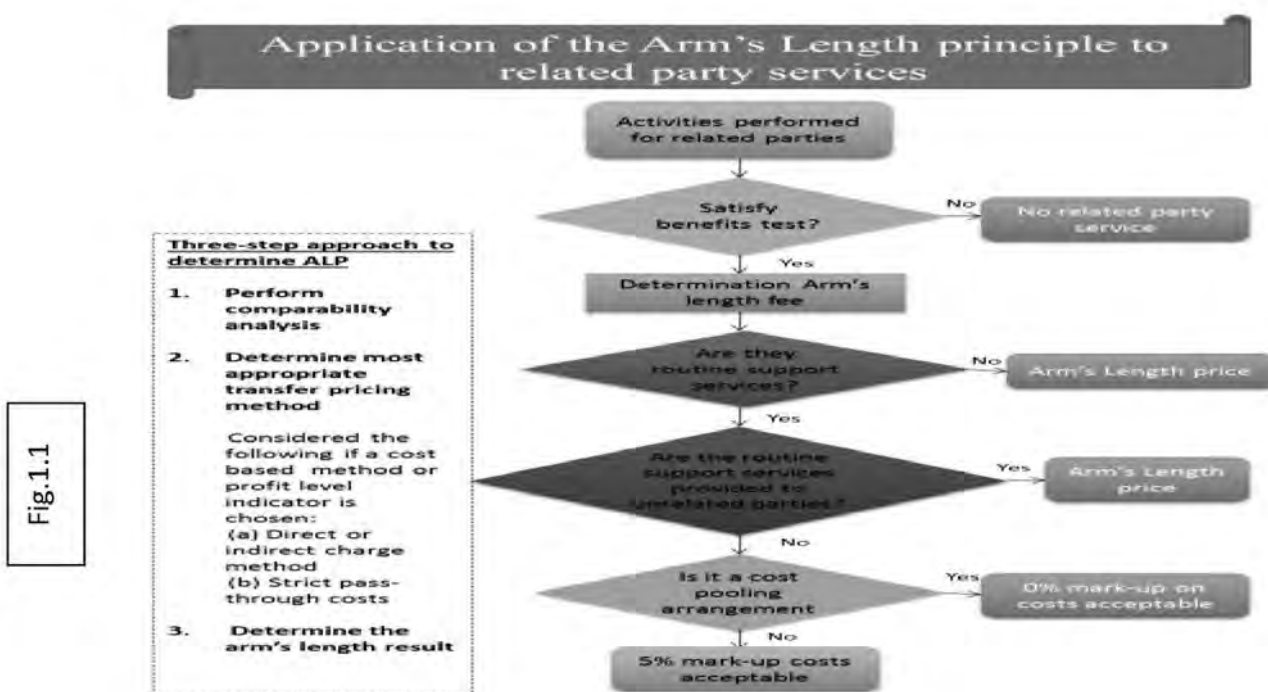 Application of the Arm's Length principle to
related party services
Activities performed
for related parties
Satisfy
benefits test?
No
No related party
service
Yes
Determination Arm's
length fee
Are they
routine support
services?
No
Arm's Length price
Yes
Are the routine
support services
provided to
unrelated parties?
Yes
Arm's Length
price
No
Is it a cost
pooling
arrangement
Yes
0% mark-up on
costs acceptable
No
5% mark-up costs
acceptable
Three-step approach to
determine ALP
1. Perform
comparability
analysis
2. Determine most
appropriate
transfer pricing
method
Considered the
following if a cost
based method or
profit level
indicator is
chosen:
(a) Direct or
indirect charge
method
(b) Strict pass-
through costs
3. Determine the
arm's length result
Fig.1.1